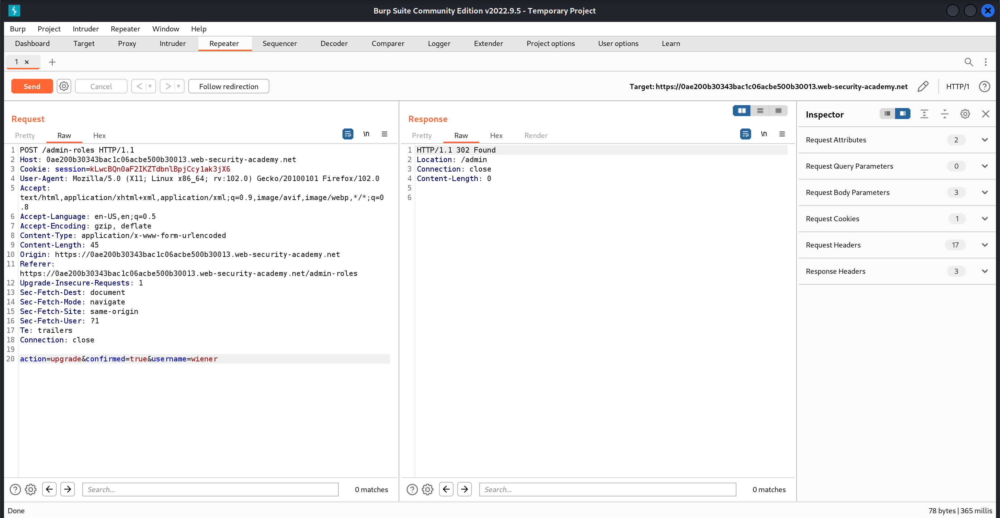 Burp Suite Community Edition v2022.9.5 - Temporary Project
Burp Project Intruder Repeater Window Help
Dashboard Target Proxy Intruder Repeater Sequencer Decoder Comparer Logger Extender Project options User options Learn
1 × +
Send Cancel < > Follow redirection Target: https://0ae200b30343bac1c06acbe500b30013.web-security-academy.net HTTP/1 ?
Request
Pretty Raw Hex \n
1 POST /admin-roles HTTP/1.1
2 Host: 0ae200b30343bac1c06acbe500b30013.web-security-academy.net
3 Cookie: session=kLwcBQn0aF2IKZTdbnlBpjCcy1ak3jX6
4 User-Agent: Mozilla/5.0 (X11; Linux x86_64; rv:102.0) Gecko/20100101 Firefox/102.0
5 Accept:
text/html,application/xhtml+xml,application/xml;q=0.9,image/avif,image/webp,*/*;q=0
.8
6 Accept-Language: en-US,en;q=0.5
7 Accept-Encoding: gzip, deflate
8 Content-Type: application/x-www-form-urlencoded
9 Content-Length: 45
10 Origin: https://0ae200b30343bac1c06acbe500b30013.web-security-academy.net
11 Referer:
https://0ae200b30343bac1c06acbe500b30013.web-security-academy.net/admin-roles
12 Upgrade-Insecure-Requests: 1
13 Sec-Fetch-Dest: document
14 Sec-Fetch-Mode: navigate
15 Sec-Fetch-Site: same-origin
16 Sec-Fetch-User: ?1
17 Te: trailers
18 Connection: close
19
20 action=upgrade&confirmed=true&username=wiener
? Search... 0 matches
Response
Pretty Raw Hex Render \n
1 HTTP/1.1 302 Found
2 Location: /admin
3 Connection: close
4 Content-Length: 0
5
6
? Search... 0 matches
Inspector
Request Attributes 2
Request Query Parameters 0
Request Body Parameters 3
Request Cookies 1
Request Headers 17
Response Headers 3
Done 78 bytes | 365 millis